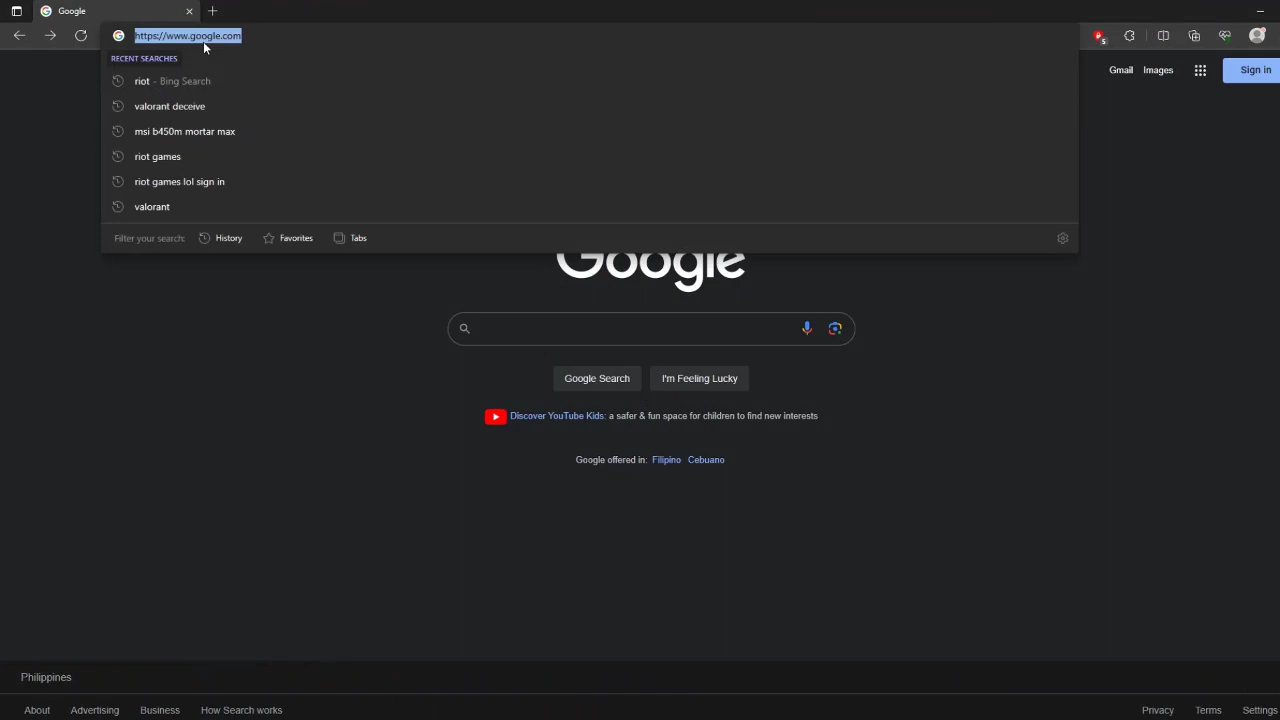 Google
https://www.google.com
5
RECENT SEARCHES
riot - Bing Search
valorant deceive
msi b450m mortar max
riot games
riot games lol sign in
valorant
Filter your search: History Favorites Tabs
Gmail Images Sign in
Google
Google Search I'm Feeling Lucky
Discover YouTube Kids: a safer & fun space for children to find new interests
Google offered in: Filipino Cebuano
Philippines
About Advertising Business How Search works Privacy Terms Settings